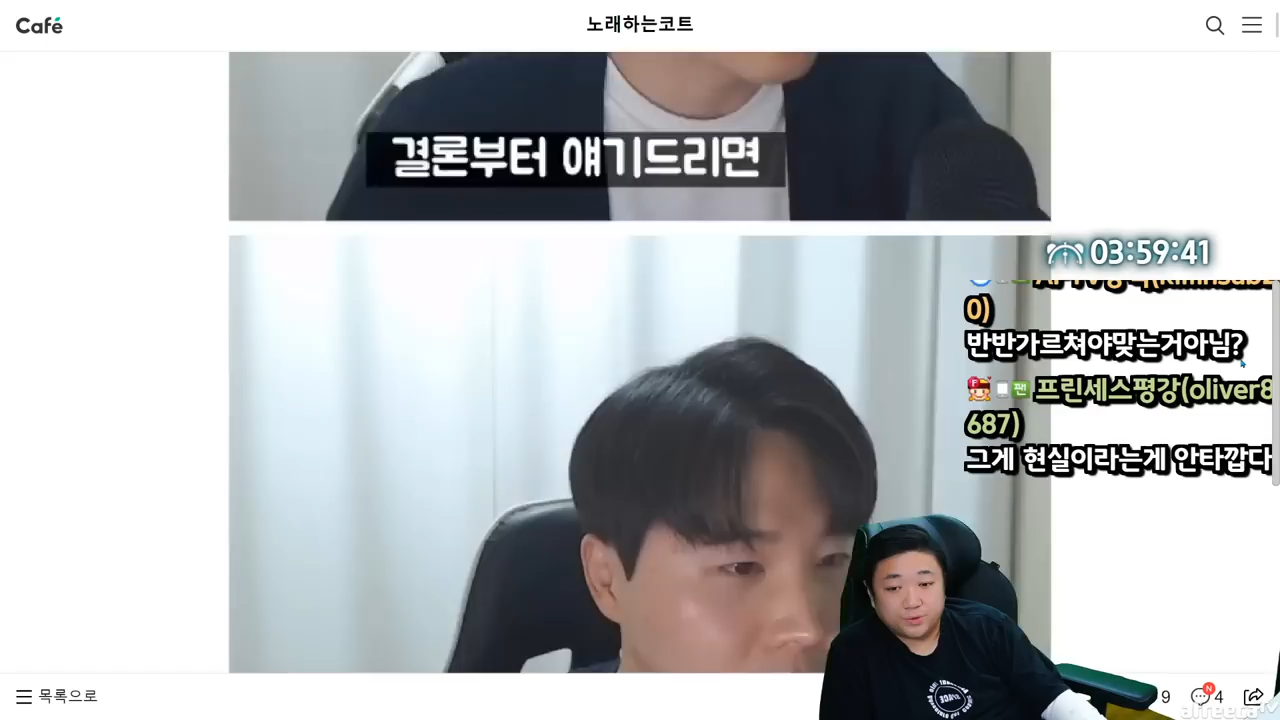 Café
노래하는코트
결론부터 얘기드리면
03:59:41
0)
반반가르쳐야맞는거아님?
프린세스평강(oliver8
687)
그게 현실이라는게 안타깝다
목록으로
9
N
4
afreecaTV